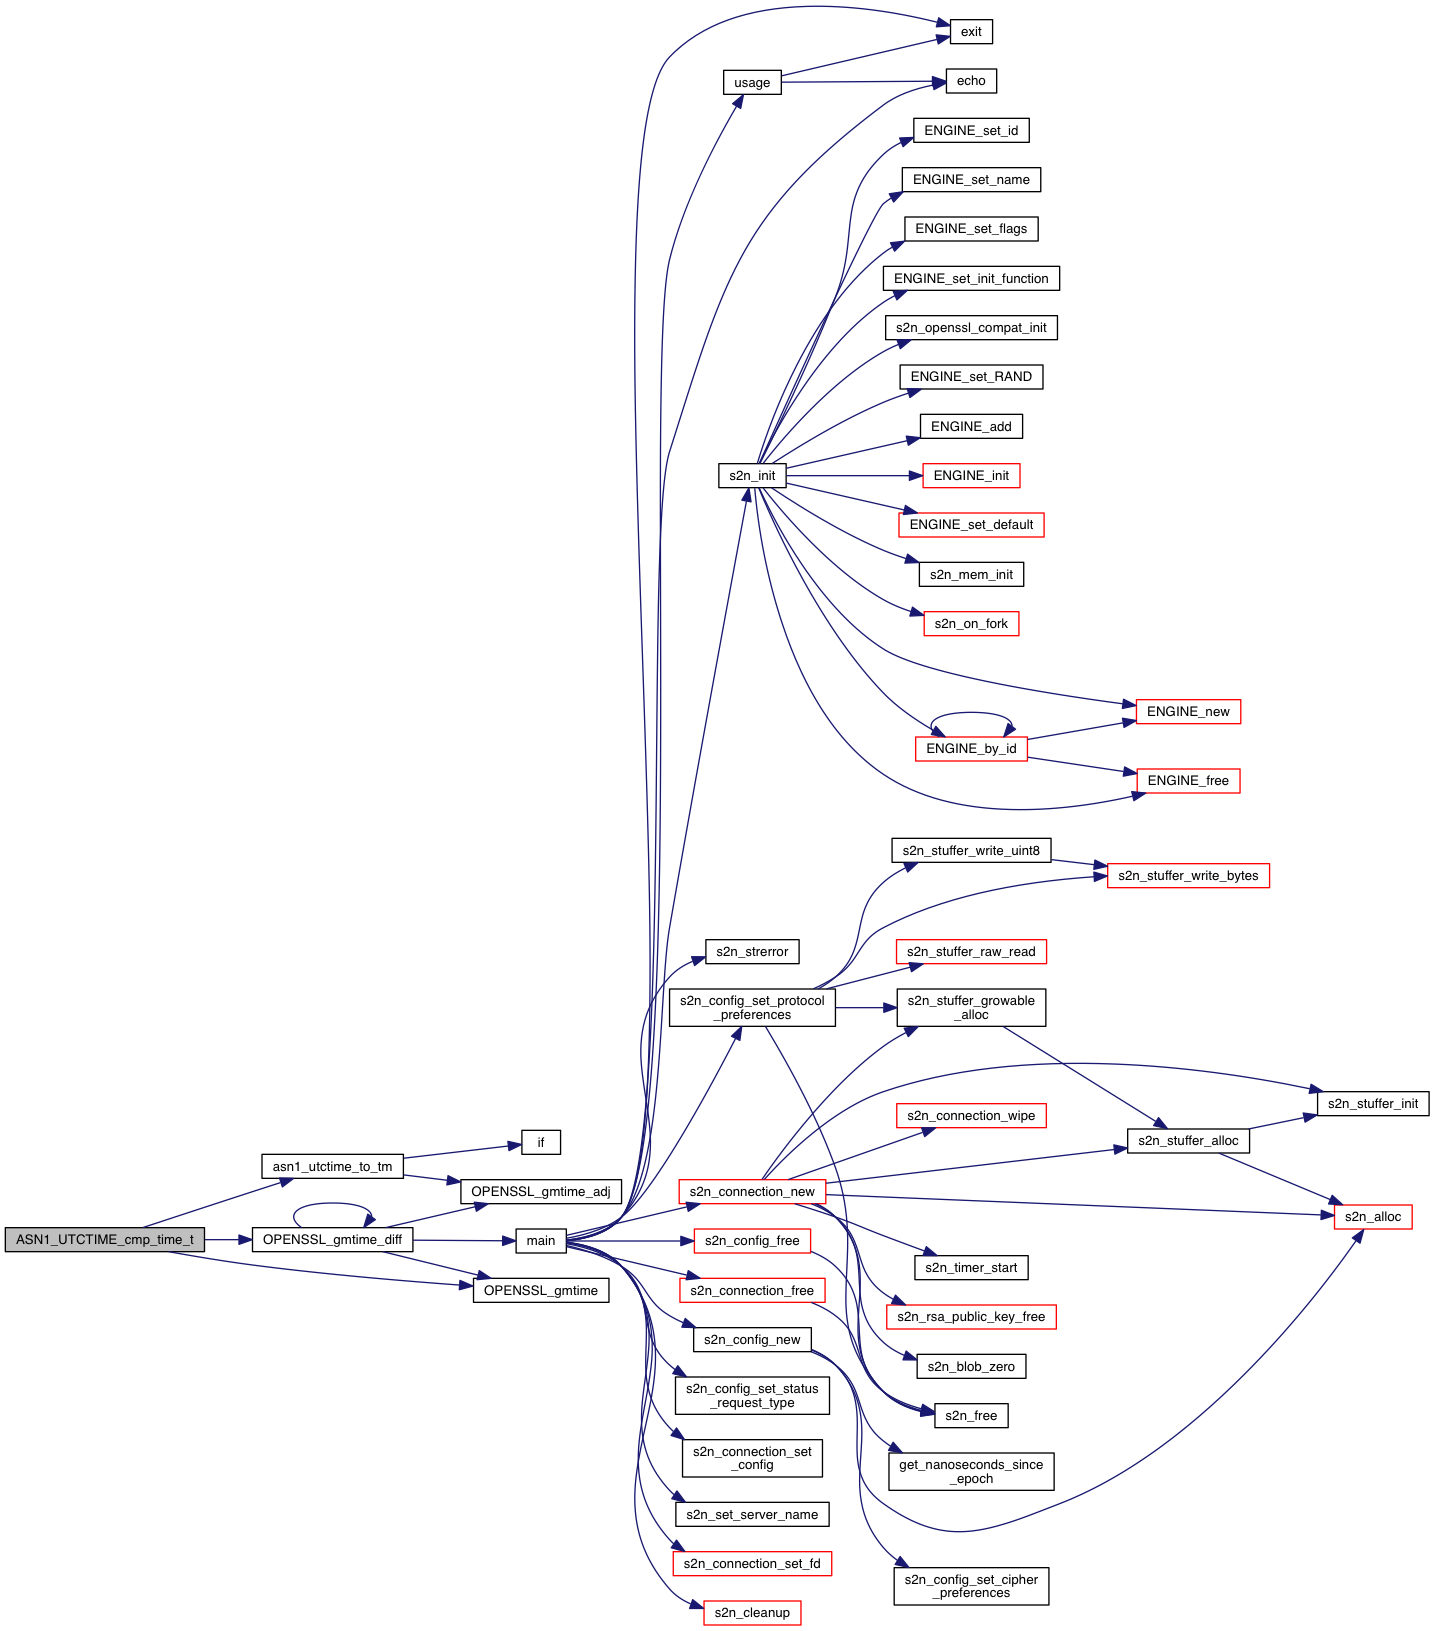 exit
usage
echo
ENGINE_set_id
ENGINE_set_name
ENGINE_set_flags
ENGINE_set_init_function
s2n_openssl_compat_init
ENGINE_set_RAND
ENGINE_add
s2n_init
ENGINE_init
ENGINE_set_default
s2n_mem_init
s2n_on_fork
ENGINE_new
ENGINE_by_id
ENGINE_free
s2n_stuffer_write_uint8
s2n_stuffer_write_bytes
s2n_strerror
s2n_stuffer_raw_read
s2n_config_set_protocol
_preferences
s2n_stuffer_growable
_alloc
s2n_stuffer_init
s2n_connection_wipe
if
s2n_stuffer_alloc
asn1_utctime_to_tm
OPENSSL_gmtime_adj
s2n_connection_new
s2n_alloc
ASN1_UTCTIME_cmp_time_t
OPENSSL_gmtime_diff
main
s2n_config_free
s2n_timer_start
OPENSSL_gmtime
s2n_connection_free
s2n_rsa_public_key_free
s2n_config_new
s2n_blob_zero
s2n_config_set_status
_request_type
s2n_free
s2n_connection_set
_config
get_nanoseconds_since
_epoch
s2n_set_server_name
s2n_connection_set_fd
s2n_config_set_cipher
_preferences
s2n_cleanup